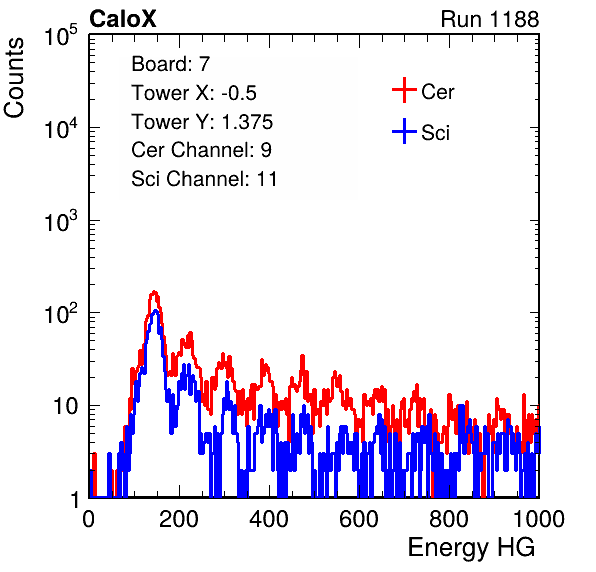 CaloX Run 1188
Counts
10^5
10^4
10^3
10^2
10
1
Board: 7
Tower X: -0.5
Tower Y: 1.375
Cer Channel: 9
Sci Channel: 11
Cer
Sci
0 200 400 600 800 1000
Energy HG